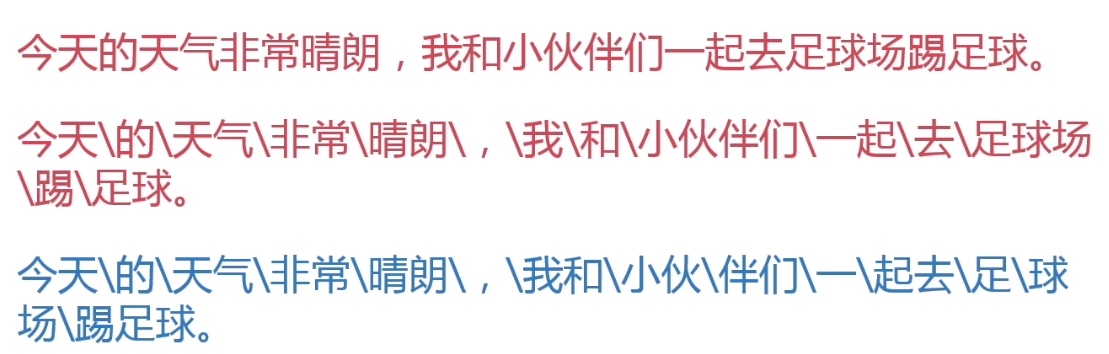 今天的天气非常晴朗，我和小伙伴们一起去足球场踢足球。
今天\的\天气\非常\晴朗\，\我\和\小伙伴们\一起\去\足球场
\踢\足球。
今天\的\天气\非常\晴朗\，\我和\小伙\伴们\一\起去\足\球
场\踢足球。